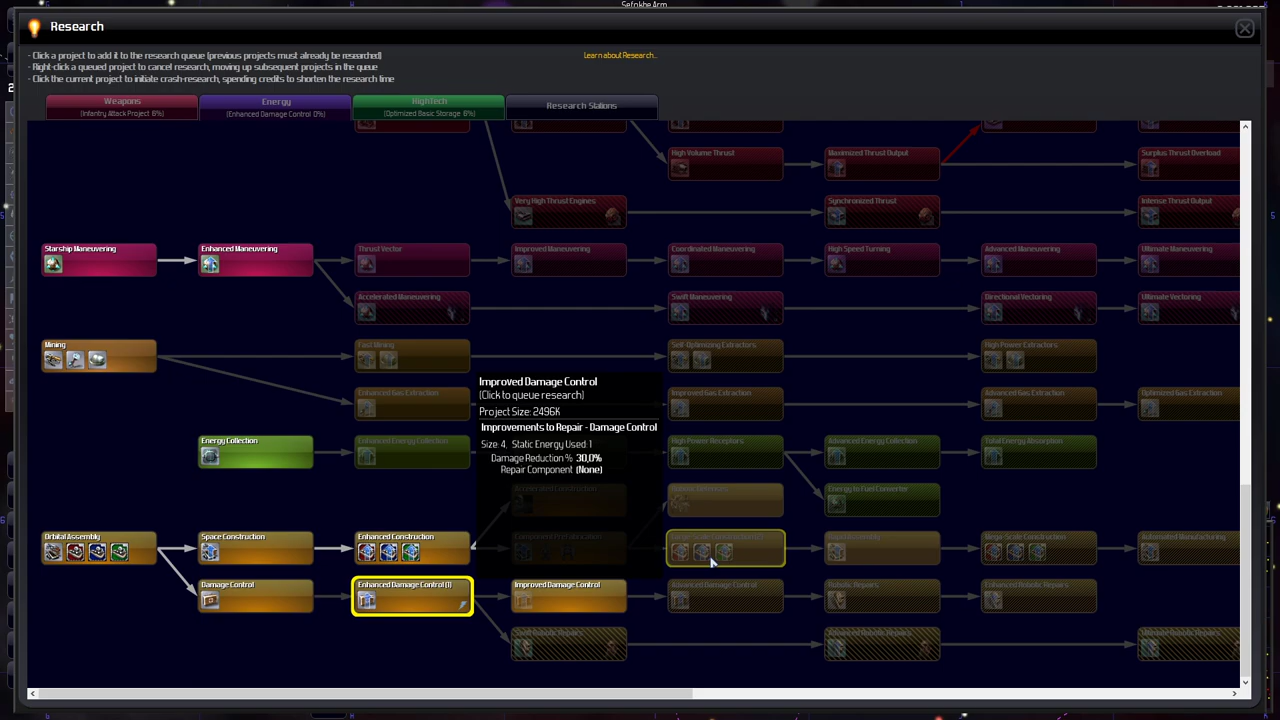 Sefokhe Arm
Research
- Click a project to add it to the research queue (previous projects must already be researched)
- Right-click a queued project to cancel research, moving up subsequent projects in the queue
- Click the current project to initiate crash-research, spending credits to shorten the research time
Learn about Research...
Weapons
(Infantry Attack Project 6%)
Energy
(Enhanced Damage Control 0%)
HighTech
(Optimized Basic Storage 6%)
Research Stations
High Volume Thrust
Maximized Thrust Output
Surplus Thrust Overload
Very High Thrust Engines
Synchronized Thrust
Intense Thrust Output
Starship Maneuvering
Enhanced Maneuvering
Thrust Vector
Improved Maneuvering
Coordinated Maneuvering
High Speed Turning
Advanced Maneuvering
Ultimate Maneuvering
Accelerated Maneuvering
Swift Maneuvering
Directional Vectoring
Ultimate Vectoring
Mining
Fast Mining
Self-Optimizing Extractors
High Power Extractors
Enhanced Gas Extraction
Improved Gas Extraction
Advanced Gas Extraction
Optimized Gas Extraction
Improved Damage Control
(Click to queue research)
Project Size: 2496K
Improvements to Repair - Damage Control
Size: 4, Static Energy Used: 1
Damage Reduction % 30,0%
Repair Component (None)
Energy Collection
Enhanced Energy Collection
High Power Receptors
Advanced Energy Collection
Total Energy Absorption
Accelerated Construction
Energy to Fuel Converter
Orbital Assembly
Space Construction
Enhanced Construction
Mega-Scale Construction
Automated Manufacturing
Damage Control
Enhanced Damage Control (1)
Improved Damage Control
Advanced Damage Control
Robotic Repairs
Enhanced Robotic Repairs
Swift Robotic Repairs
Advanced Robotic Repairs
Ultimate Robotic Repairs